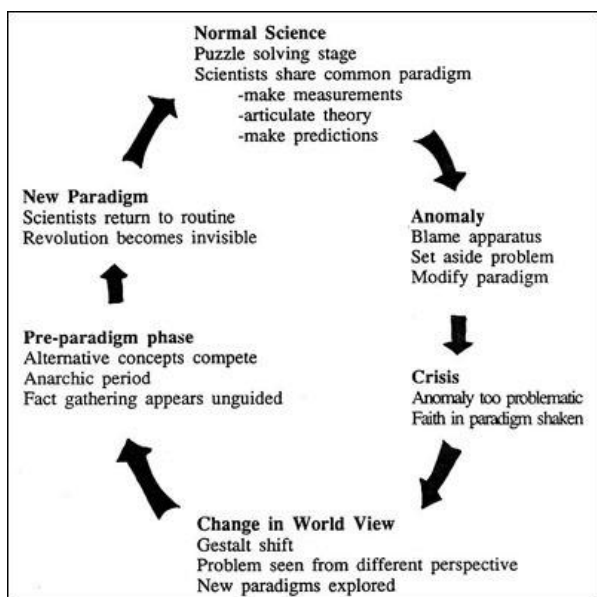 Normal Science
Puzzle solving stage
Scientists share common paradigm
-make measurements
-articulate theory
-make predictions
Anomaly
Blame apparatus
Set aside problem
Modify paradigm
Crisis
Anomaly too problematic
Faith in paradigm shaken
Change in World View
Gestalt shift
Problem seen from different perspective
New paradigms explored
Pre-paradigm phase
Alternative concepts compete
Anarchic period
Fact gathering appears unguided
New Paradigm
Scientists return to routine
Revolution becomes invisible